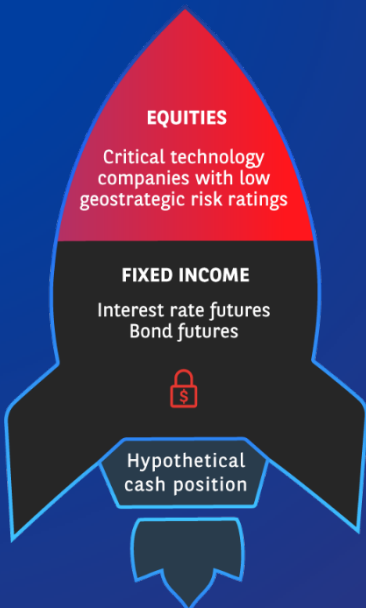 EQUITIES
Critical technology
companies with low
geostrategic risk ratings
FIXED INCOME
Interest rate futures
Bond futures
$
Hypothetical
cash position